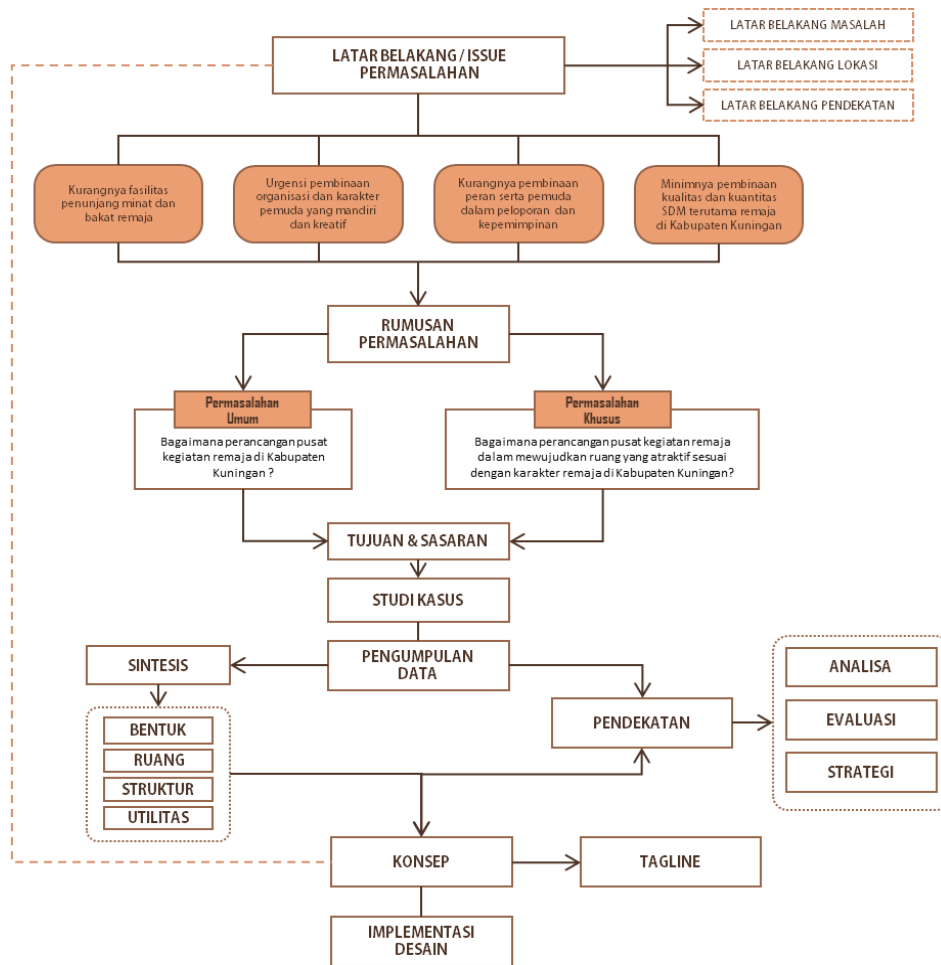 LATAR BELAKANG / ISSUE
PERMASALAHAN
LATAR BELAKANG MASALAH
LATAR BELAKANG LOKASI
LATAR BELAKANG PENDEKATAN
Kurangnya fasilitas
penunjang minat dan
bakat remaja
Urgensi pembinaan
organisasi dan karakter
pemuda yang mandiri
dan kreatif
Kurangnya pembinaan
peran serta pemuda
dalam peloporan dan
kepemimpinan
Minimnya pembinaan
kualitas dan kuantitas
SDM terutama remaja
di Kabupaten Kuningan
RUMUSAN
PERMASALAHAN
Permasalahan
Umum
Bagaimana perancangan pusat
kegiatan remaja di Kabupaten
Kuningan ?
Permasalahan
Khusus
Bagaimana perancangan pusat kegiatan remaja
dalam mewujudkan ruang yang atraktif sesuai
dengan karakter remaja di Kabupaten Kuningan?
TUJUAN & SASARAN
STUDI KASUS
PENGUMPULAN
DATA
SINTESIS
BENTUK
RUANG
STRUKTUR
UTILITAS
PENDEKATAN
ANALISA
EVALUASI
STRATEGI
KONSEP
TAGLINE
IMPLEMENTASI
DESAIN